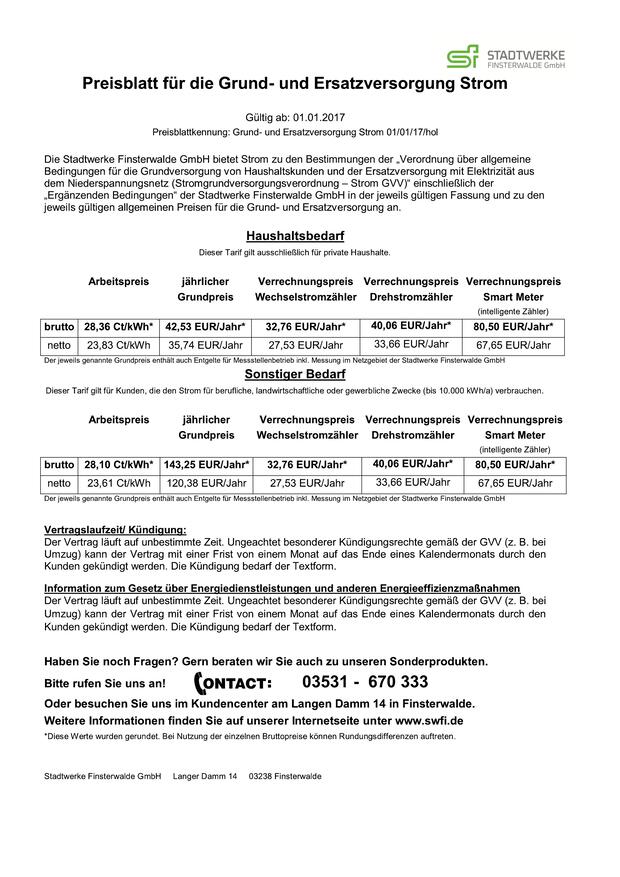 STADTWERKE
FINSTERWALDE GmbH
Preisblatt für die Grund- und Ersatzversorgung Strom
Gültig ab: 01.01.2017
Preisblattkennung: Grund- und Ersatzversorgung Strom 01/01/17/hol
Die Stadtwerke Finsterwalde GmbH bietet Strom zu den Bestimmungen der „Verordnung über allgemeine
Bedingungen für die Grundversorgung von Haushaltskunden und der Ersatzversorgung mit Elektrizität aus
dem Niederspannungsnetz (Stromgrundversorgungsverordnung – Strom GVV)“ einschließlich der
„Ergänzenden Bedingungen“ der Stadtwerke Finsterwalde GmbH in der jeweils gültigen Fassung und zu den
jeweils gültigen allgemeinen Preisen für die Grund- und Ersatzversorgung an.
Haushaltsbedarf
Dieser Tarif gilt ausschließlich für private Haushalte.
Arbeitspreis jährlicher Verrechnungspreis Verrechnungspreis Verrechnungspreis
Grundpreis Wechselstromzähler Drehstromzähler Smart Meter
(intelligente Zähler)
brutto 28,36 Ct/kWh* 42,53 EUR/Jahr* 32,76 EUR/Jahr* 40,06 EUR/Jahr* 80,50 EUR/Jahr*
netto 23,83 Ct/kWh 35,74 EUR/Jahr 27,53 EUR/Jahr 33,66 EUR/Jahr 67,65 EUR/Jahr
Der jeweils genannte Grundpreis enthält auch Entgelte für Messstellenbetrieb inkl. Messung im Netzgebiet der Stadtwerke Finsterwalde GmbH
Sonstiger Bedarf
Dieser Tarif gilt für Kunden, die den Strom für berufliche, landwirtschaftliche oder gewerbliche Zwecke (bis 10.000 kWh/a) verbrauchen.
Arbeitspreis jährlicher Verrechnungspreis Verrechnungspreis Verrechnungspreis
Grundpreis Wechselstromzähler Drehstromzähler Smart Meter
(intelligente Zähler)
brutto 28,10 Ct/kWh* 143,25 EUR/Jahr* 32,76 EUR/Jahr* 40,06 EUR/Jahr* 80,50 EUR/Jahr*
netto 23,61 Ct/kWh 120,38 EUR/Jahr 27,53 EUR/Jahr 33,66 EUR/Jahr 67,65 EUR/Jahr
Der jeweils genannte Grundpreis enthält auch Entgelte für Messstellenbetrieb inkl. Messung im Netzgebiet der Stadtwerke Finsterwalde GmbH
Vertragslaufzeit/ Kündigung:
Der Vertrag läuft auf unbestimmte Zeit. Ungeachtet besonderer Kündigungsrechte gemäß der GVV (z. B. bei
Umzug) kann der Vertrag mit einer Frist von einem Monat auf das Ende eines Kalendermonats durch den
Kunden gekündigt werden. Die Kündigung bedarf der Textform.
Information zum Gesetz über Energiedienstleistungen und anderen Energieeffizienzmaßnahmen
Der Vertrag läuft auf unbestimmte Zeit. Ungeachtet besonderer Kündigungsrechte gemäß der GVV (z. B. bei
Umzug) kann der Vertrag mit einer Frist von einem Monat auf das Ende eines Kalendermonats durch den
Kunden gekündigt werden. Die Kündigung bedarf der Textform.
Haben Sie noch Fragen? Gern beraten wir Sie auch zu unseren Sonderprodukten.
Bitte rufen Sie uns an! CONTACT: 03531 - 670 333
Oder besuchen Sie uns im Kundencenter am Langen Damm 14 in Finsterwalde.
Weitere Informationen finden Sie auf unserer Internetseite unter www.swfi.de
*Diese Werte wurden gerundet. Bei Nutzung der einzelnen Bruttopreise können Rundungsdifferenzen auftreten.
Stadtwerke Finsterwalde GmbH Langer Damm 14 03238 Finsterwalde